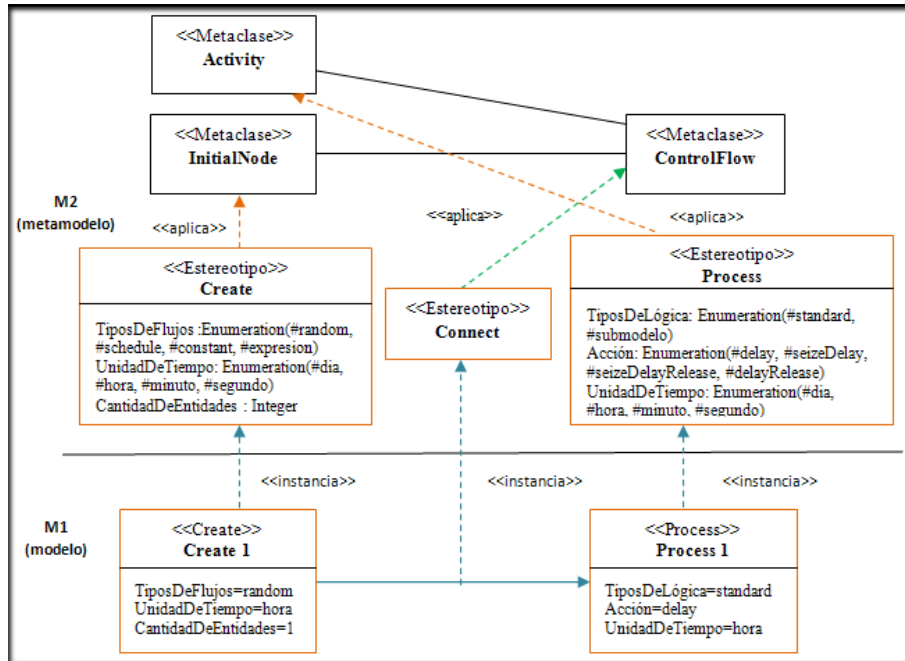 <<Metaclase>>
Activity
<<Metaclase>>
InitialNode
<<Metaclase>>
ControlFlow
M2
(metamodelo)
<<aplica>>
<<aplica>>
<<aplica>>
<<Estereotipo>>
Create
TiposDeFlujos :Enumeration(#random,
#schedule, #constant, #expresion)
UnidadDeTiempo: Enumeration(#dia,
#hora, #minuto, #segundo)
CantidadDeEntidades : Integer
<<Estereotipo>>
Connect
<<Estereotipo>>
Process
TiposDeLógica: Enumeration(#standard,
#submodelo)
Acción: Enumeration(#delay, #seizeDelay,
#seizeDelayRelease, #delayRelease)
UnidadDeTiempo: Enumeration(#dia,
#hora, #minuto, #segundo)
<<instancia>>
<<instancia>>
<<instancia>>
M1
(modelo)
<<Create>>
Create 1
TiposDeFlujos=random
UnidadDeTiempo=hora
CantidadDeEntidades=1
<<Process>>
Process 1
TiposDeLógica=standard
Acción=delay
UnidadDeTiempo=hora